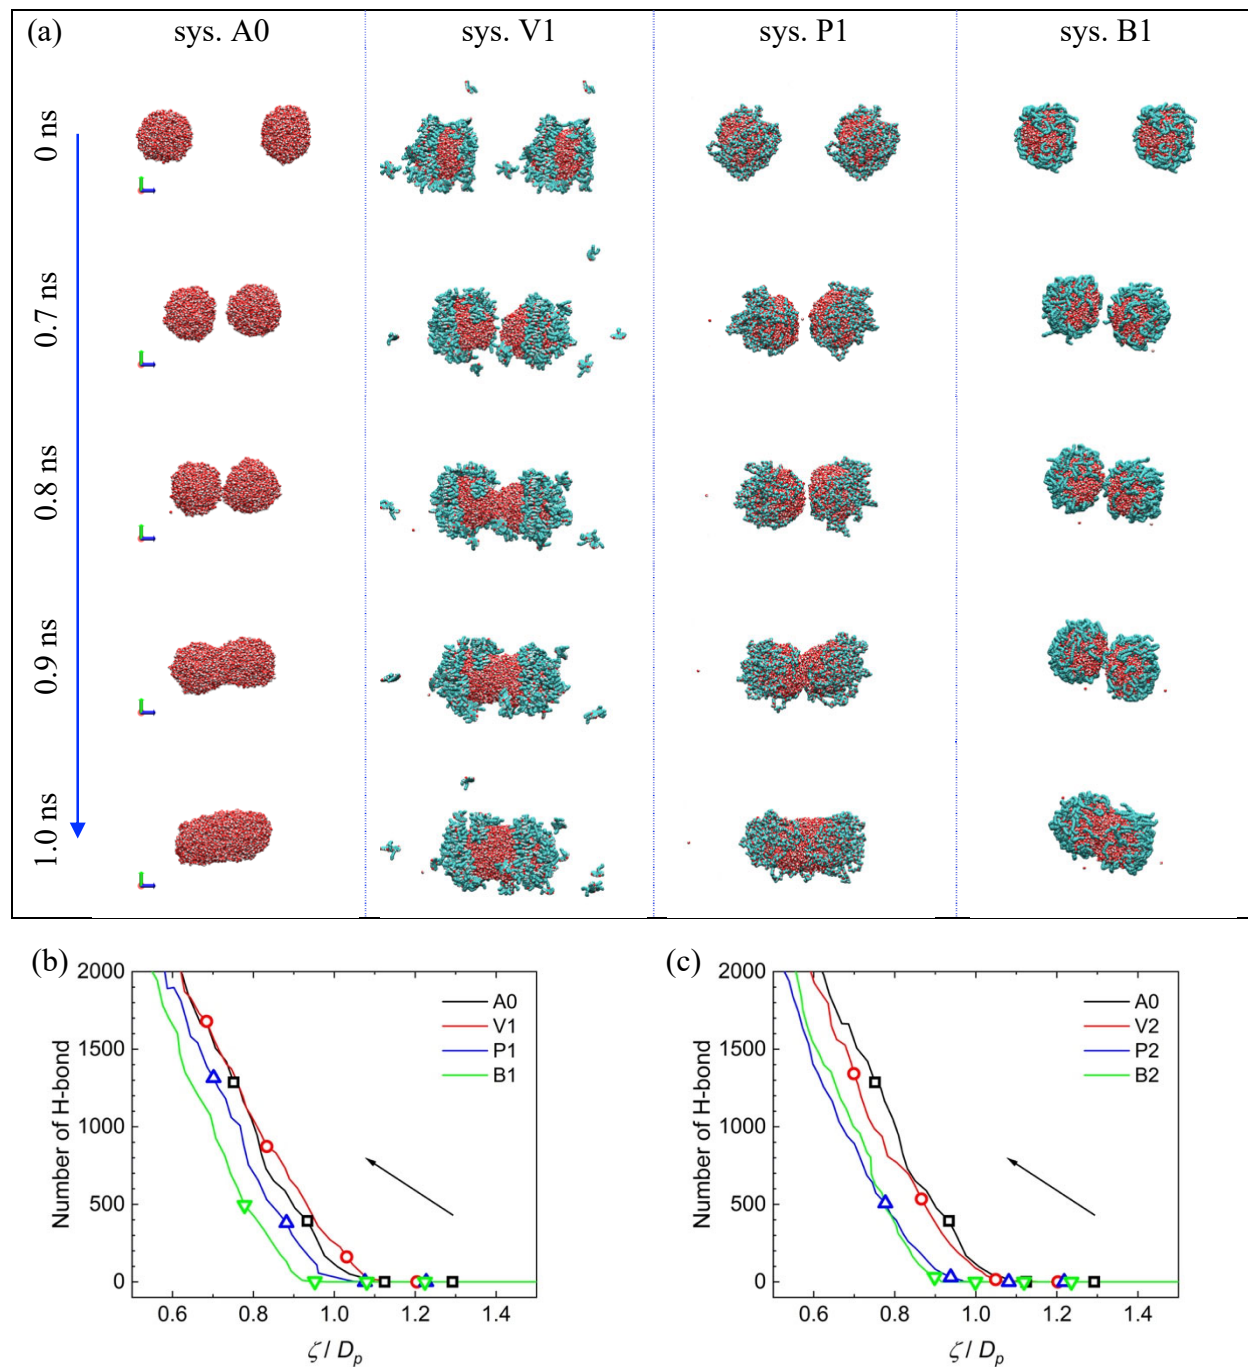 (a)
sys. A0
sys. V1
sys. P1
sys. B1
0 ns
0.7 ns
0.8 ns
0.9 ns
1.0 ns
(b)
2000
1500
1000
500
0
Number of H-bond
A0
V1
P1
B1
0.6 0.8 1.0 1.2 1.4
ζ / Dp
(c)
2000
1500
1000
500
0
Number of H-bond
A0
V2
P2
B2
0.6 0.8 1.0 1.2 1.4
ζ / Dp